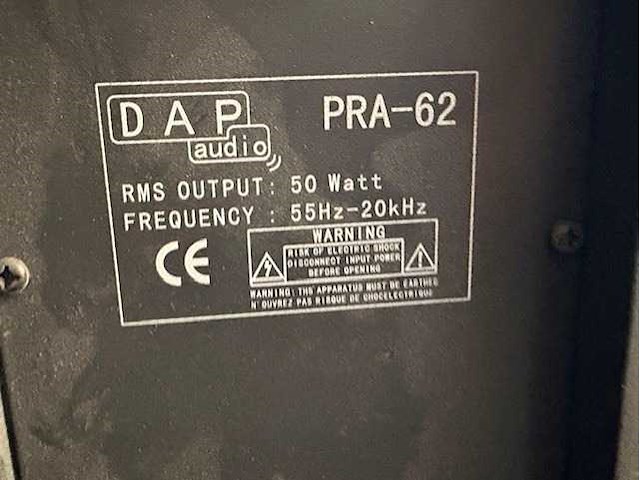 DAP audio
PRA-62
RMS OUTPUT: 50 Watt
FREQUENCY : 55Hz-20kHz
CE
WARNING
RISK OF ELECTRIC SHOCK
DISCONNECT INPUT POWER
BEFORE OPENING
WARNING: THE APPARATUS MUST BE EARTHED
N'OUVREZ PAS RISQUE DE CHOCELECTRIQUE